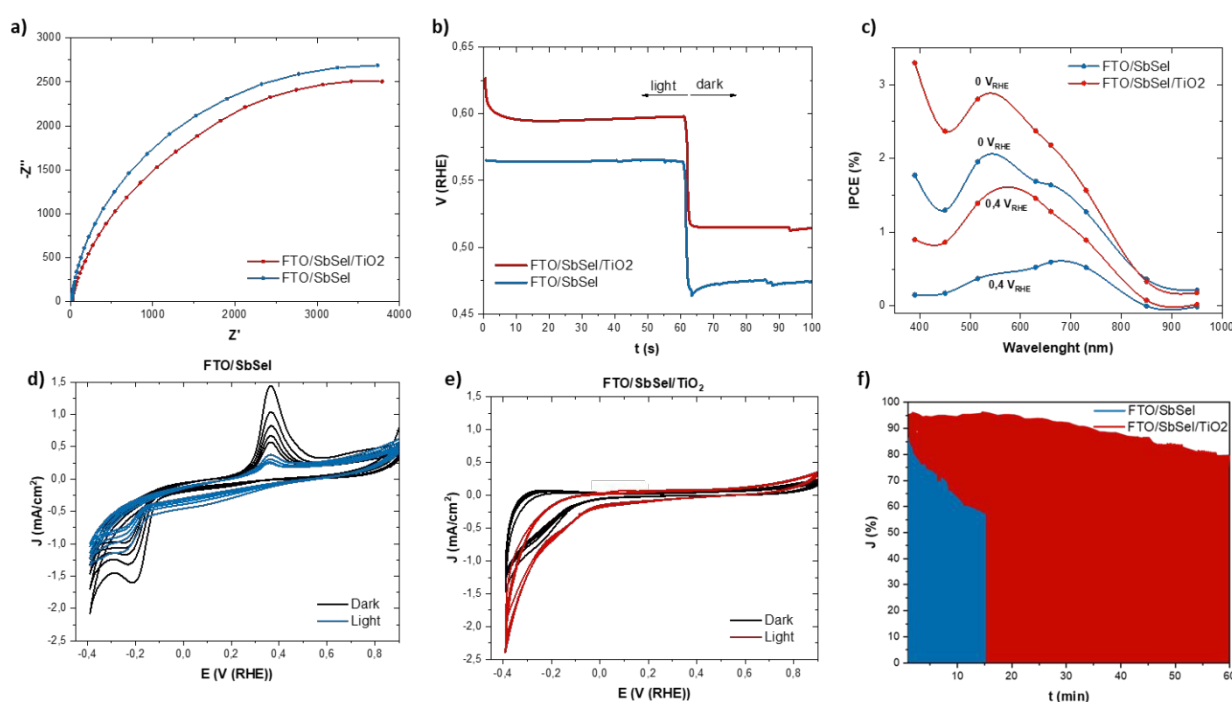 a)
3000
2500
2000
1500
1000
500
0
-Z''
0 1000 2000 3000 4000
Z'
FTO/SbSeI/TiO2
FTO/SbSeI
b)
0,65
0,60
0,55
0,50
0,45
V (RHE)
light dark
FTO/SbSeI/TiO2
FTO/SbSeI
0 10 20 30 40 50 60 70 80 90 100
t (s)
c)
3
2
1
0
IPCE (%)
FTO/SbSeI
FTO/SbSeI/TiO2
0 VRHE
0 VRHE
0,4 VRHE
0,4 VRHE
400 500 600 700 800 900 1000
Wavelenght (nm)
d)
FTO/SbSeI
1,5
1,0
0,5
0,0
-0,5
-1,0
-1,5
-2,0
-2,5
J (mA/cm²)
Dark
Light
-0,4 -0,2 0,0 0,2 0,4 0,6 0,8
E (V (RHE))
e)
FTO/SbSeI/TiO₂
1,5
1,0
0,5
0,0
-0,5
-1,0
-1,5
-2,0
-2,5
J (mA/cm²)
Dark
Light
-0,4 -0,2 0,0 0,2 0,4 0,6 0,8
E (V (RHE))
f)
100
90
80
70
60
50
40
30
20
10
0
J (%)
FTO/SbSeI
FTO/SbSeI/TiO2
10 20 30 40 50 60
t (min)